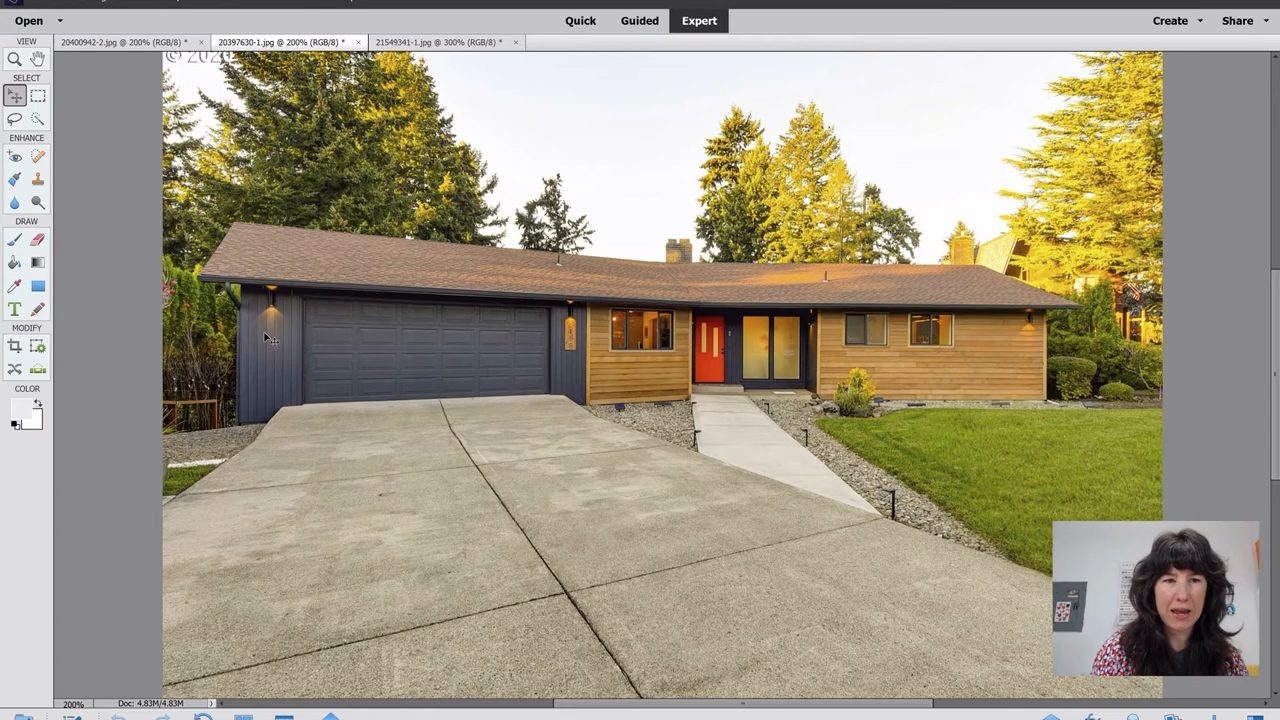 Open
Quick
Guided
Expert
Create
Share
VIEW
20400942-2.jpg @ 200% (RGB/8) *
20397630-1.jpg @ 200% (RGB/8) *
21549341-1.jpg @ 300% (RGB/8) *
SELECT
ENHANCE
DRAW
MODIFY
COLOR
200%
Doc: 4.83M/4.83M